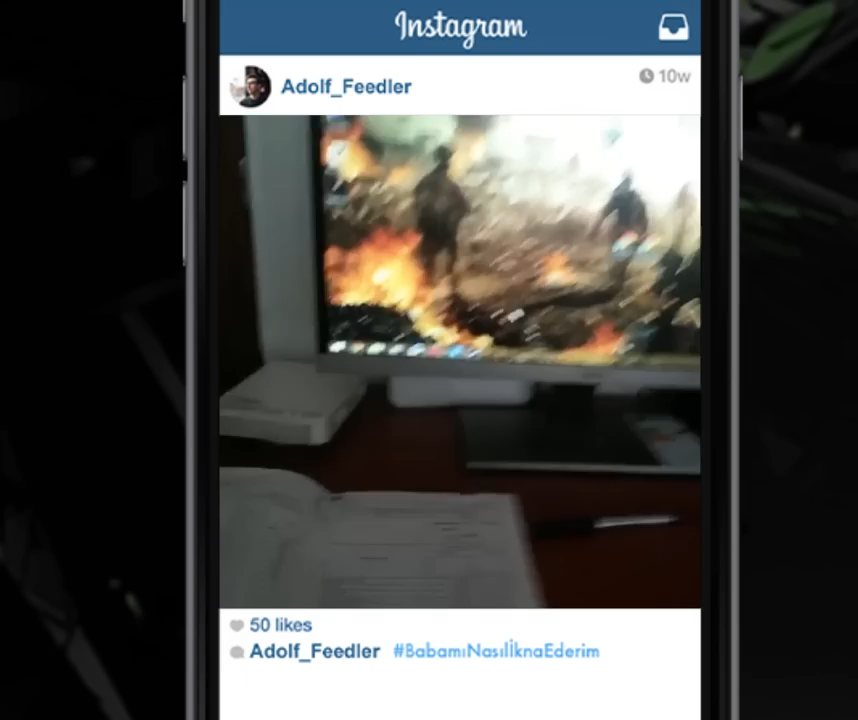 Instagram
Adolf_Feedler
10w
50 likes
Adolf_Feedler #BabamıNasılİknaEderim